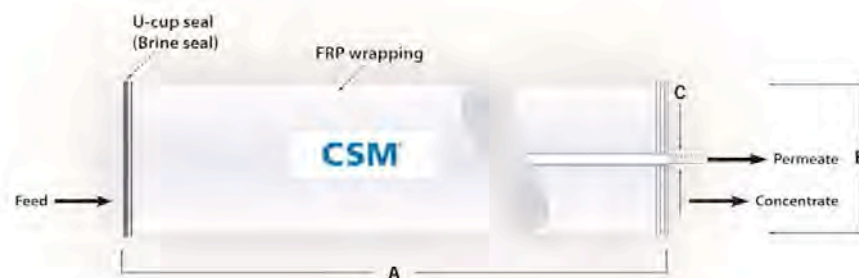 U-cup seal
(Brine seal)
FRP wrapping
C
CSM
Permeate
Feed
Concentrate
A